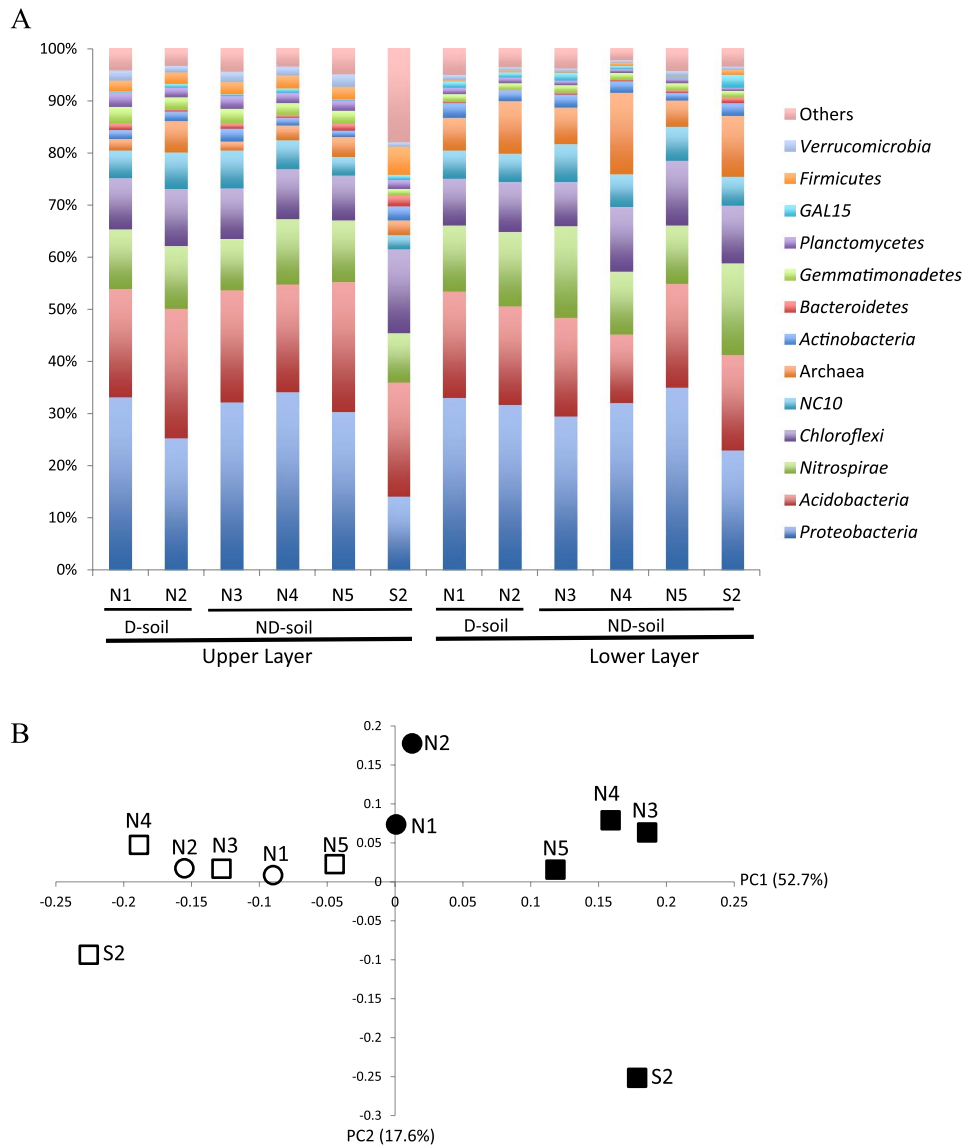 A
100%
90%
80%
70%
60%
50%
40%
30%
20%
10%
0%
Others
Verrucomicrobia
Firmicutes
GAL15
Planctomycetes
Gemmatimonadetes
Bacteroidetes
Actinobacteria
Archaea
NC10
Chloroflexi
Nitrospirae
Acidobacteria
Proteobacteria
N1 N2 N3 N4 N5 S2 N1 N2 N3 N4 N5 S2
D-soil ND-soil D-soil ND-soil
Upper Layer Lower Layer
B
0.2
0.15
0.1
0.05
0
-0.05
-0.1
-0.15
-0.2
-0.25
-0.3
-0.25 -0.2 -0.15 -0.1 -0.05 0 0.05 0.1 0.15 0.2 0.25
PC1 (52.7%)
PC2 (17.6%)
N2
N1
N4
N3
N5
N4
N2
N3
N1
N5
S2
S2